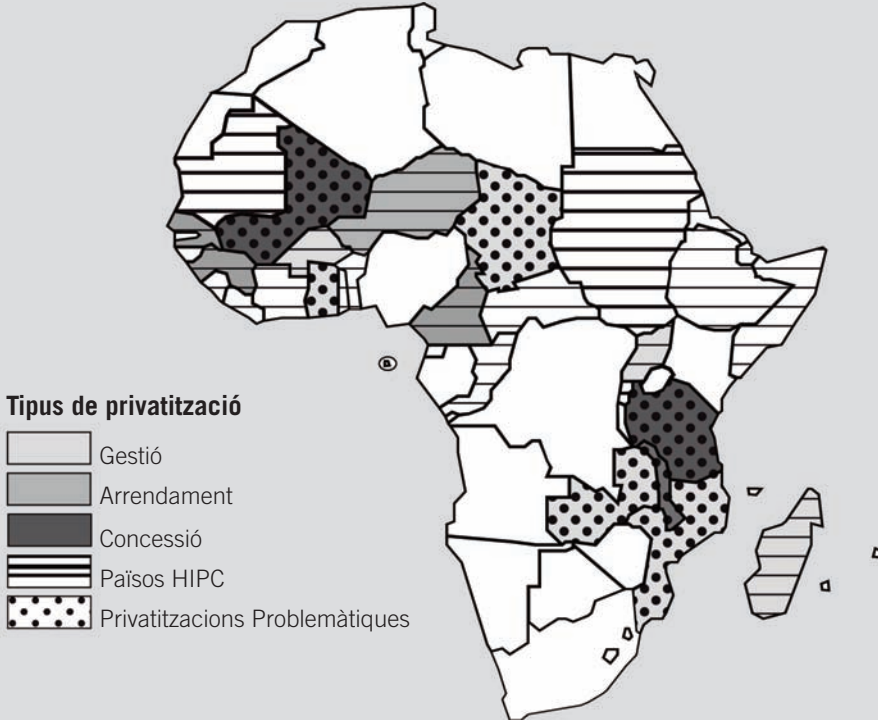 Tipus de privatització
Gestió
Arrendament
Concessió
Països HIPC
Privatitzacions Problemàtiques